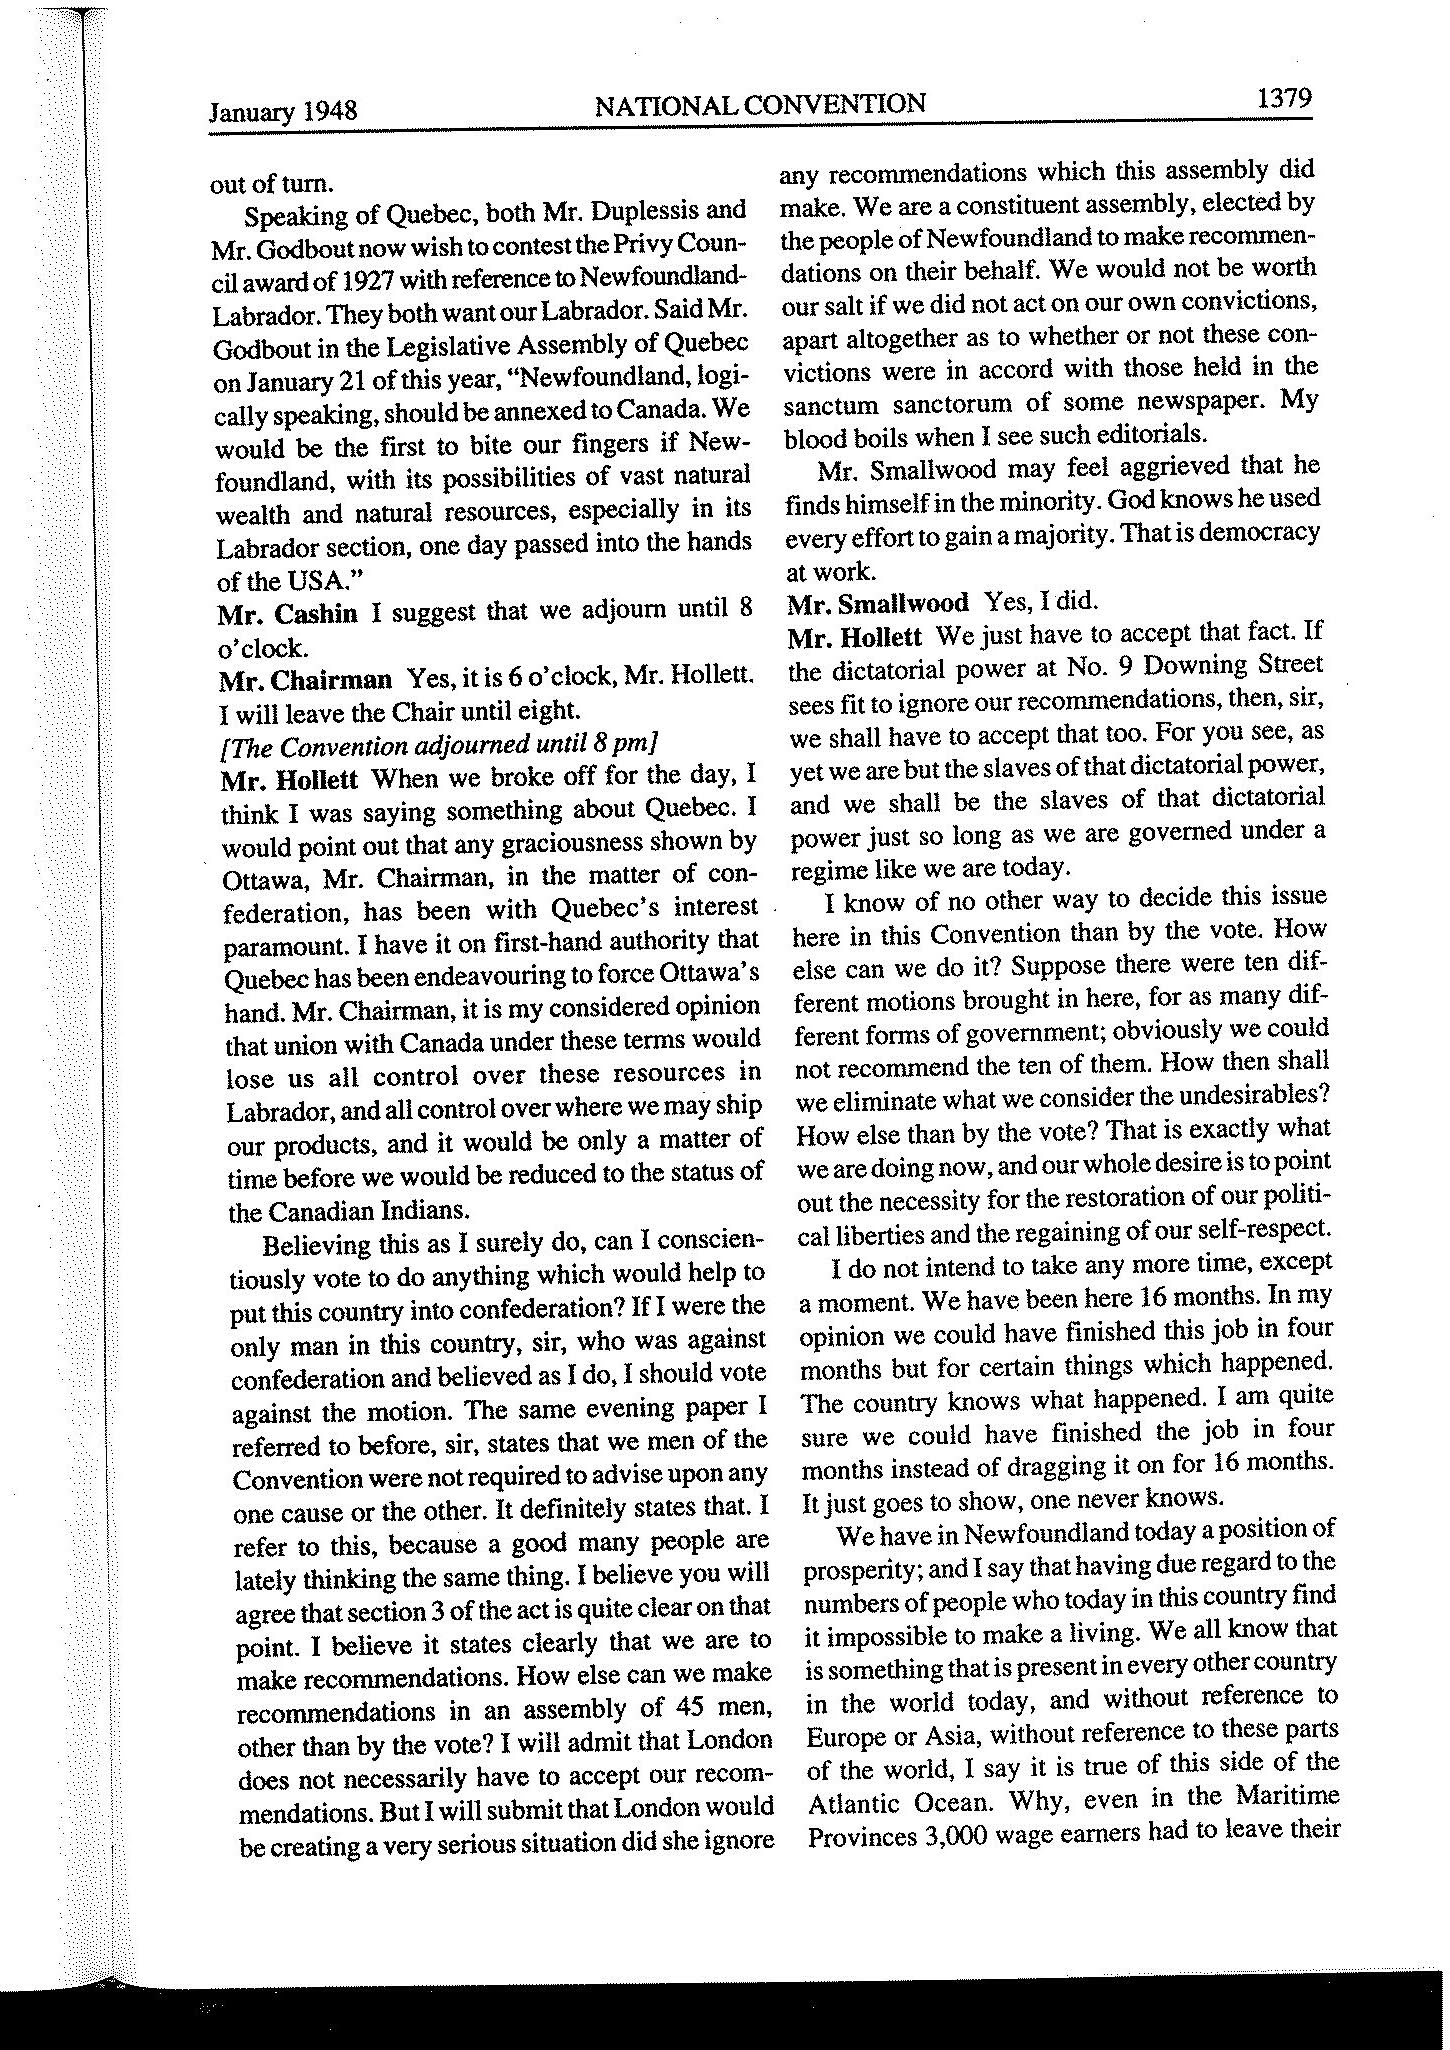 January 1948
NATIONAL CONVENTION
1379
out of turn.
Speaking of Quebec, both Mr. Duplessis and
Mr. Godbout now wish to contest the Privy Coun-
cil award of 1927 with reference to Newfoundland-
Labrador. They both want our Labrador. Said Mr.
Godbout in the Legislative Assembly of Quebec
on January 21 of this year, “Newfoundland, logi-
cally speaking, should be annexed to Canada. We
would be the first to bite our fingers if New-
foundland, with its possibilities of vast natural
wealth and natural resources, especially in its
Labrador section, one day passed into the hands
of the USA.”
Mr. Cashin I suggest that we adjourn until 8
o'clock.
Mr. Chairman Yes, it is 6 o'clock, Mr. Hollett.
I will leave the Chair until eight.
[The Convention adjourned until 8 pm]
Mr. Hollett When we broke off for the day, I
think I was saying something about Quebec. I
would point out that any graciousness shown by
Ottawa, Mr. Chairman, in the matter of con-
federation, has been with Quebec's interest
paramount. I have it on first-hand authority that
Quebec has been endeavouring to force Ottawa's
hand. Mr. Chairman, it is my considered opinion
that union with Canada under these terms would
lose us all control over these resources in
Labrador, and all control over where we may ship
our products, and it would be only a matter of
time before we would be reduced to the status of
the Canadian Indians.
Believing this as I surely do, can I conscien-
tiously vote to do anything which would help to
put this country into confederation? If I were the
only man in this country, sir, who was against
confederation and believed as I do, I should vote
against the motion. The same evening paper I
referred to before, sir, states that we men of the
Convention were not required to advise upon any
one cause or the other. It definitely states that. I
refer to this, because a good many people are
lately thinking the same thing. I believe you will
agree that section 3 of the act is quite clear on that
point. I believe it states clearly that we are to
make recommendations. How else can we make
recommendations in an assembly of 45 men,
other than by the vote? I will admit that London
does not necessarily have to accept our recom-
mendations. But I will submit that London would
be creating a very serious situation did she ignore
any recommendations which this assembly did
make. We are a constituent assembly, elected by
the people of Newfoundland to make recommen-
dations on their behalf. We would not be worth
our salt if we did not act on our own convictions,
apart altogether as to whether or not these con-
victions were in accord with those held in the
sanctum sanctorum of some newspaper. My
blood boils when I see such editorials.
Mr. Smallwood may feel aggrieved that he
finds himself in the minority. God knows he used
every effort to gain a majority. That is democracy
at work.
Mr. Smallwood Yes, I did.
Mr. Hollett We just have to accept that fact. If
the dictatorial power at No. 9 Downing Street
sees fit to ignore our recommendations, then, sir,
we shall have to accept that too. For you see, as
yet we are but the slaves of that dictatorial power,
and we shall be the slaves of that dictatorial
power just so long as we are governed under a
regime like we are today.
I know of no other way to decide this issue
here in this Convention than by the vote. How
else can we do it? Suppose there were ten dif-
ferent motions brought in here, for as many dif-
ferent forms of government; obviously we could
not recommend the ten of them. How then shall
we eliminate what we consider the undesirables?
How else than by the vote? That is exactly what
we are doing now, and our whole desire is to point
out the necessity for the restoration of our politi-
cal liberties and the regaining of our self-respect.
I do not intend to take any more time, except
a moment. We have been here 16 months. In my
opinion we could have finished this job in four
months but for certain things which happened.
The country knows what happened. I am quite
sure we could have finished the job in four
months instead of dragging it on for 16 months.
It just goes to show, one never knows.
We have in Newfoundland today a position of
prosperity; and I say that having due regard to the
numbers of people who today in this country find
it impossible to make a living. We all know that
is something that is present in every other country
in the world today, and without reference to
Europe or Asia, without reference to these parts
of the world, I say it is true of this side of the
Atlantic Ocean. Why, even in the Maritime
Provinces 3,000 wage earners had to leave their